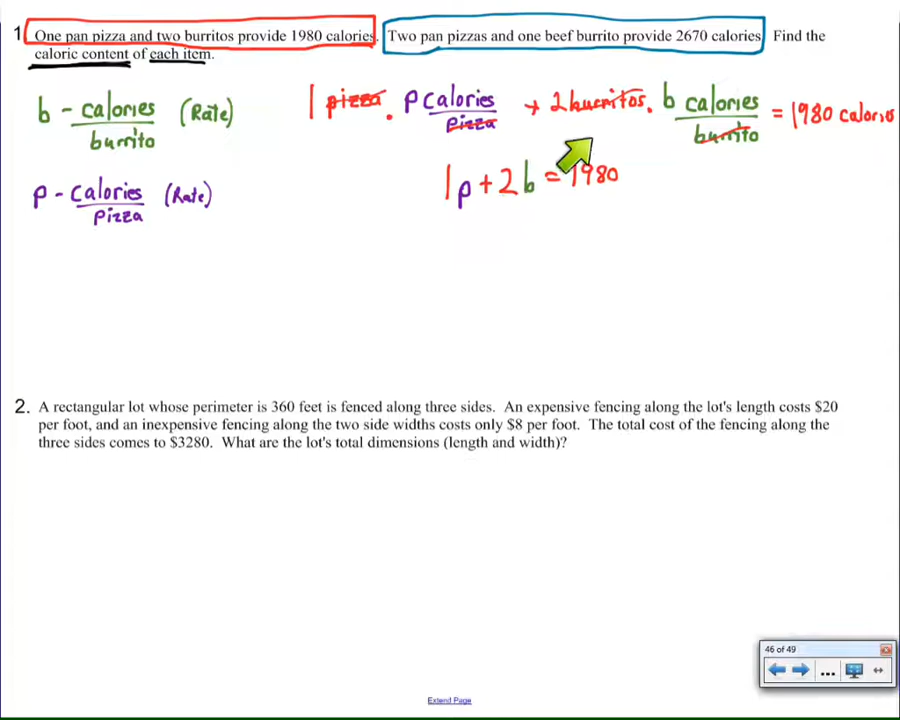 1. One pan pizza and two burritos provide 1980 calories. Two pan pizzas and one beef burrito provide 2670 calories. Find the
caloric content of each item.
b - calories/burrito (Rate)
1 pizza · p calories/pizza + 2 burritos · b calories/burrito = 1980 calories
1p + 2b = 1980
p - calories/pizza (Rate)
2. A rectangular lot whose perimeter is 360 feet is fenced along three sides. An expensive fencing along the lot's length costs $20
per foot, and an inexpensive fencing along the two side widths costs only $8 per foot. The total cost of the fencing along the
three sides comes to $3280. What are the lot's total dimensions (length and width)?
46 of 49
...
Extend Page